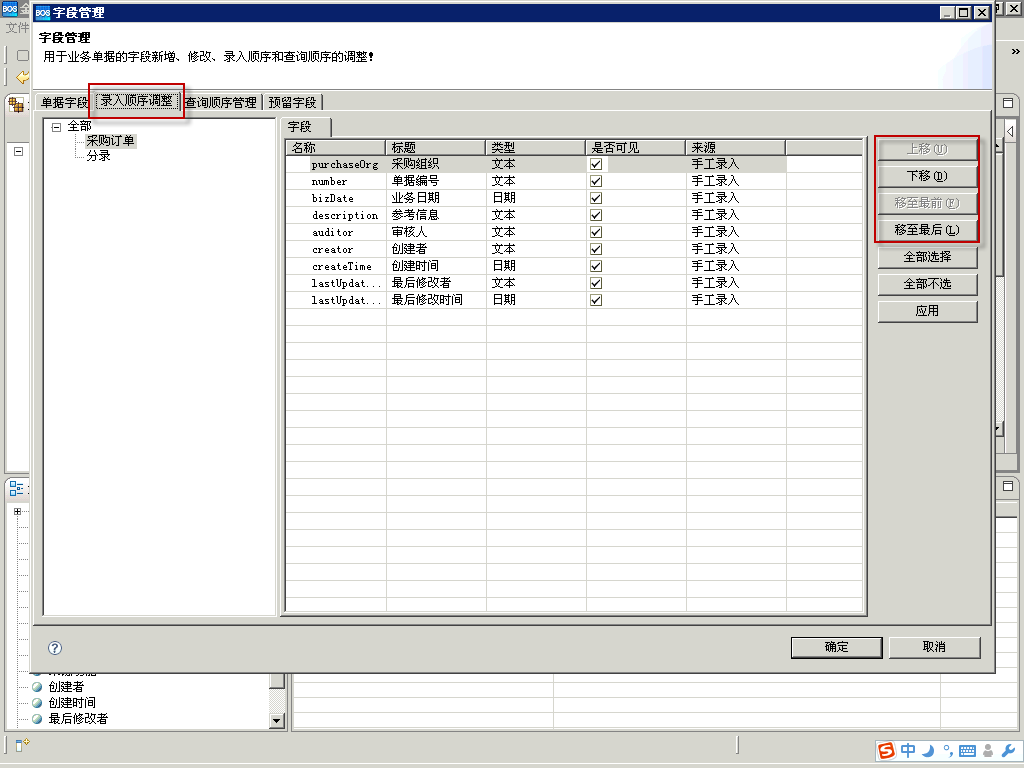 BOS 全
文件
BOS 字段管理
字段管理
用于业务单据的字段新增、修改、录入顺序和查询顺序的调整!
单据字段 录入顺序调整 查询顺序管理 预留字段
全部
采购订单
分录
字段
名称 标题 类型 是否可见 来源
purchaseOrg 采购组织 文本 手工录入
number 单据编号 文本 手工录入
bizDate 业务日期 日期 手工录入
description 参考信息 文本 手工录入
auditor 审核人 文本 手工录入
creator 创建者 文本 手工录入
createTime 创建时间 日期 手工录入
lastUpdat... 最后修改者 文本 手工录入
lastUpdat... 最后修改时间 日期 手工录入
上移(U)
下移(D)
移至最前(F)
移至最后(L)
全部选择
全部不选
应用
确定 取消
创建者
创建时间
最后修改者
中